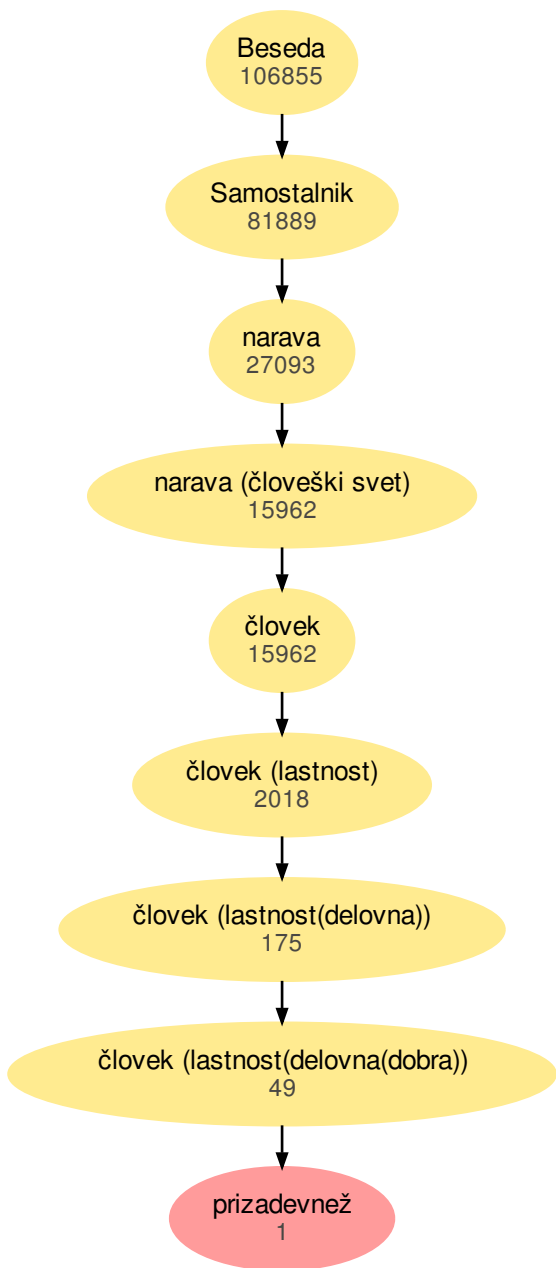 Beseda
106855
Samostalnik
81889
narava
27093
narava (človeški svet)
15962
človek
15962
človek (lastnost)
2018
človek (lastnost(delovna))
175
človek (lastnost(delovna(dobra))
49
prizadevnež
1